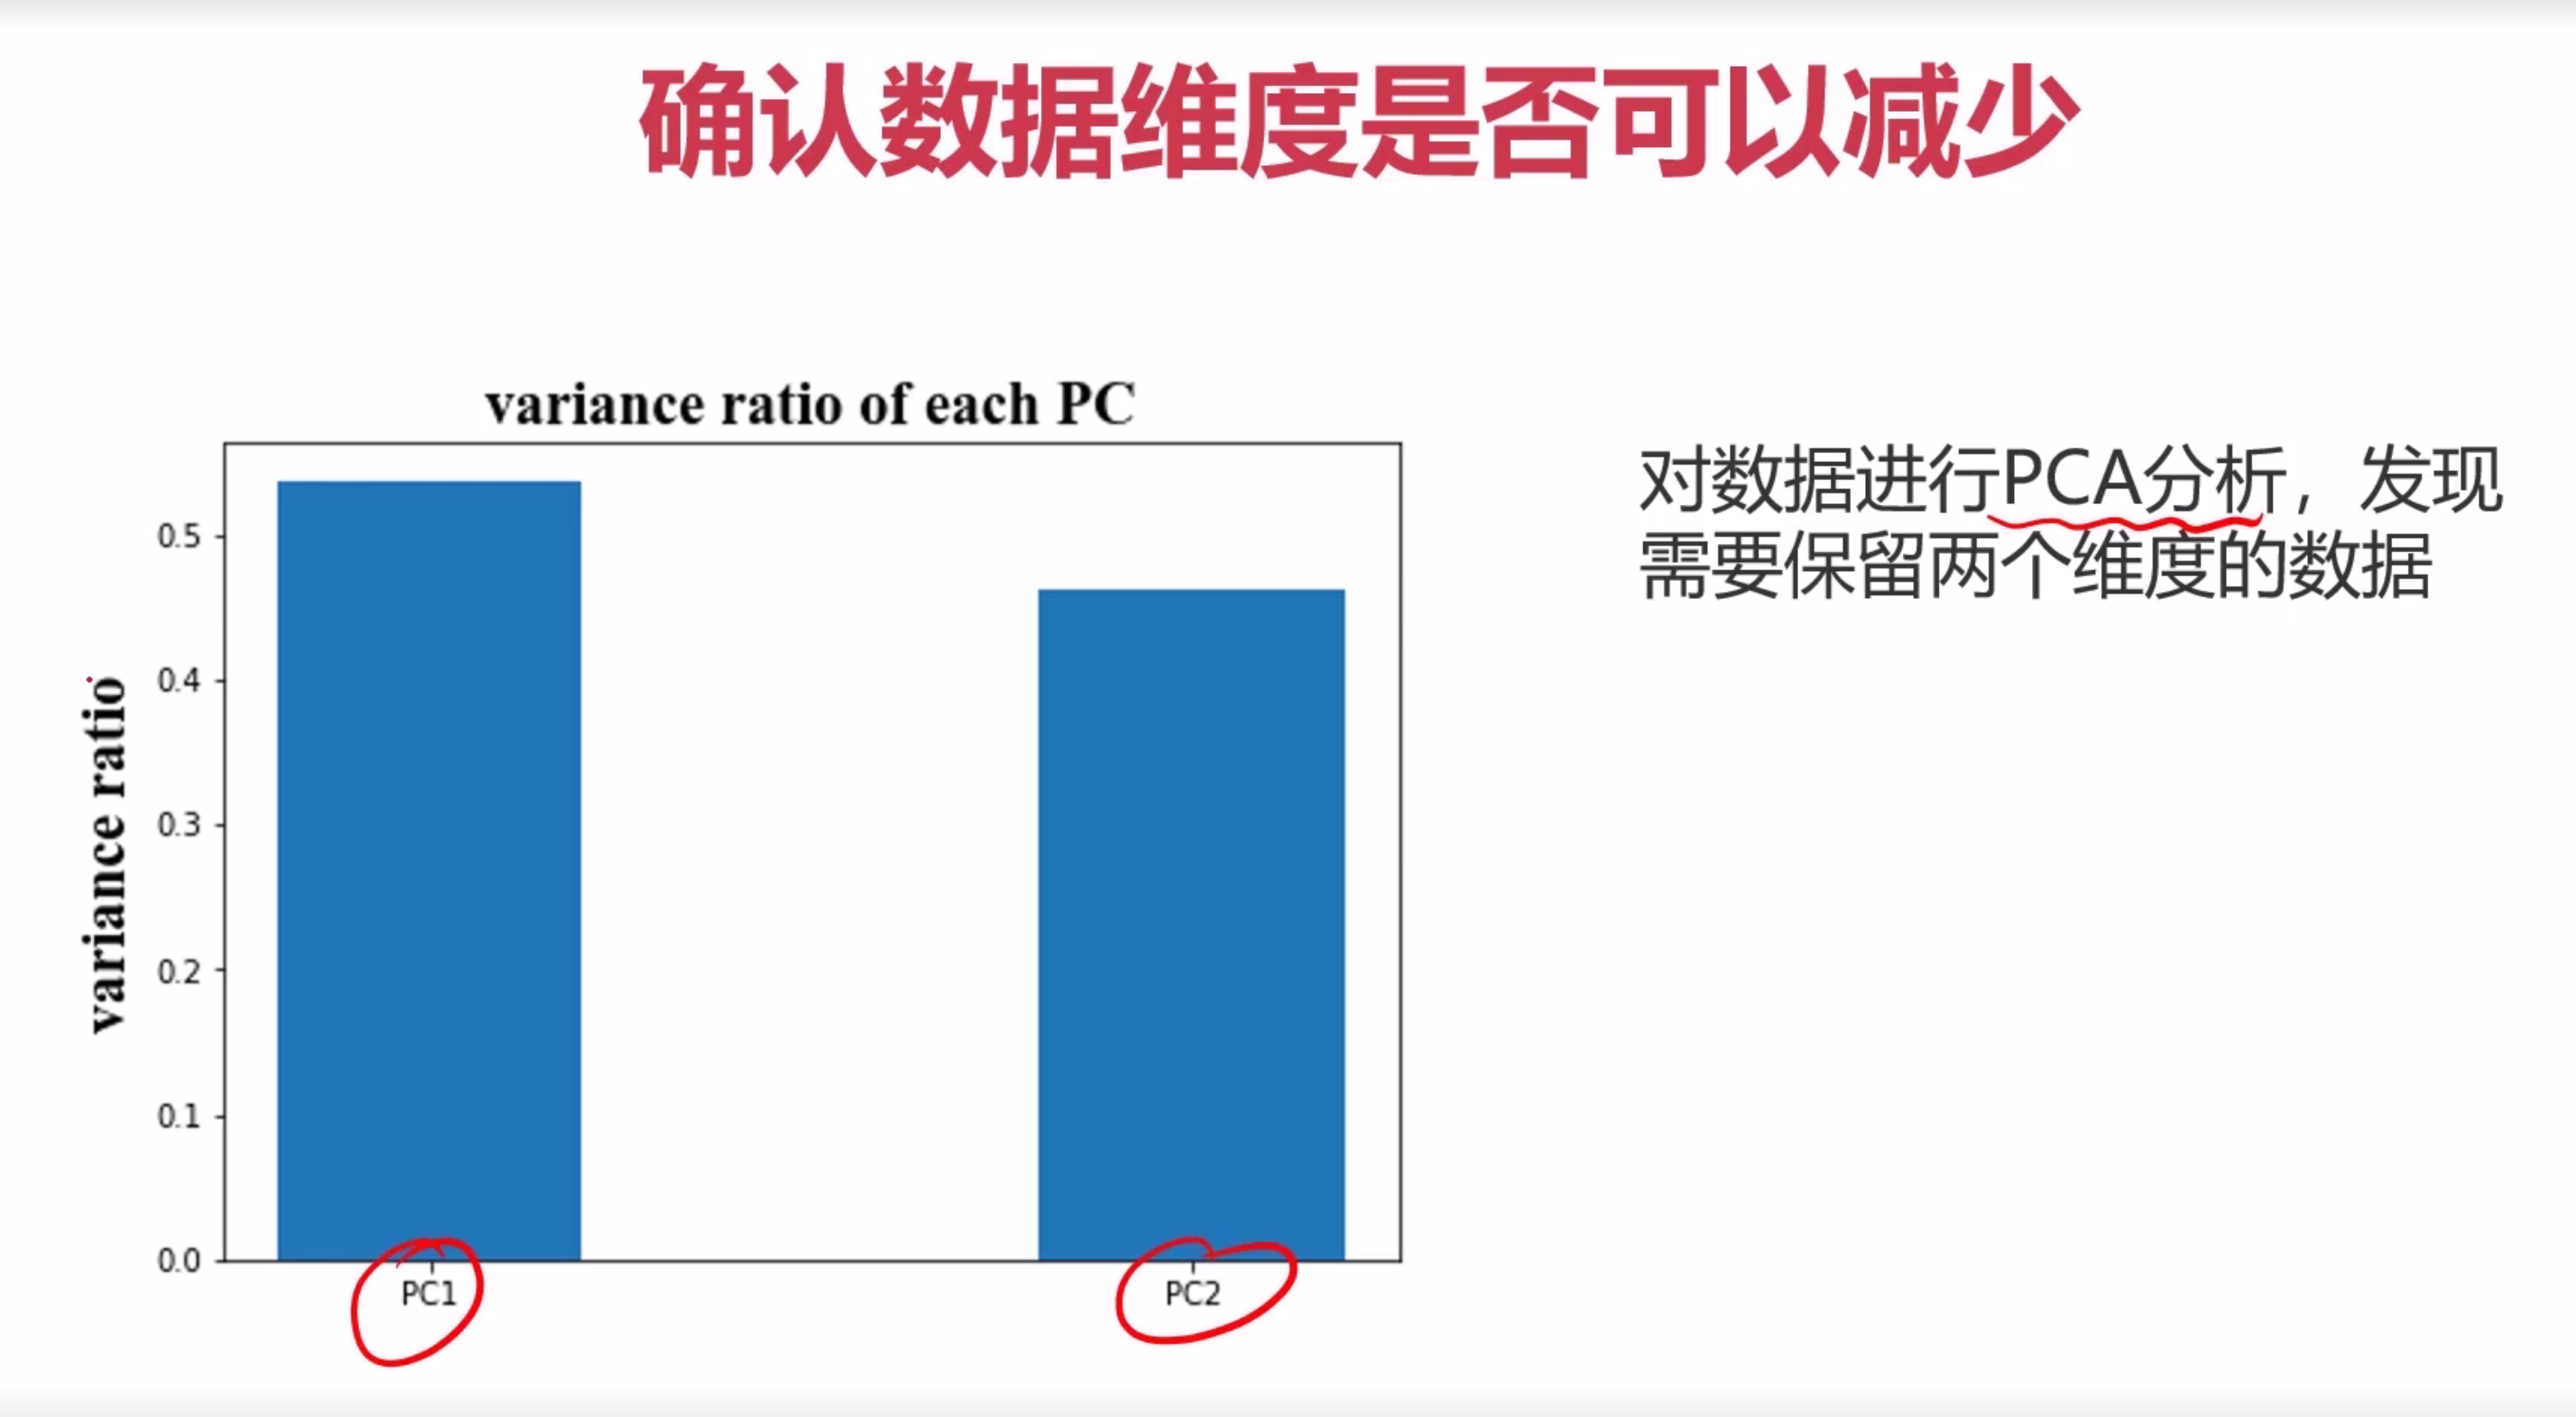 确认数据维度是否可以减少
variance ratio of each PC
对数据进行PCA分析，发现
需要保留两个维度的数据
variance ratio
0.5
0.4
0.3
0.2
0.1
0.0
PC1
PC2